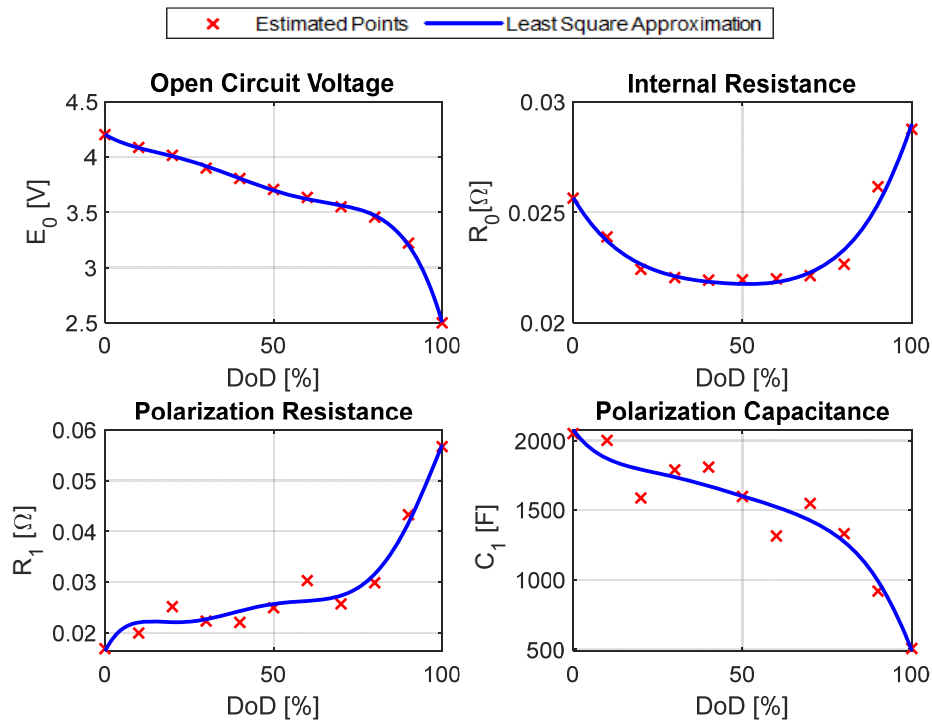 Estimated Points Least Square Approximation
Open Circuit Voltage
4.5
4
3.5
3
2.5
E0 [V]
0 50 100
DoD [%]
Internal Resistance
0.03
0.025
0.02
R0[Ω]
0 50 100
DoD [%]
Polarization Resistance
0.06
0.05
0.04
0.03
0.02
R1 [Ω]
0 50 100
DoD [%]
Polarization Capacitance
2000
1500
1000
500
C1 [F]
0 50 100
DoD [%]